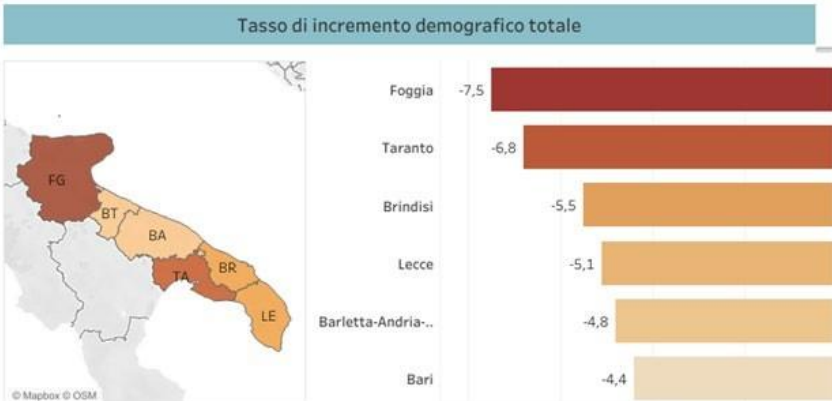 Tasso di incremento demografico totale
FG
BT
BA
TA
BR
LE
© Mapbox © OSM
Foggia -7,5
Taranto -6,8
Brindisi -5,5
Lecce -5,1
Barletta-Andria-.. -4,8
Bari -4,4